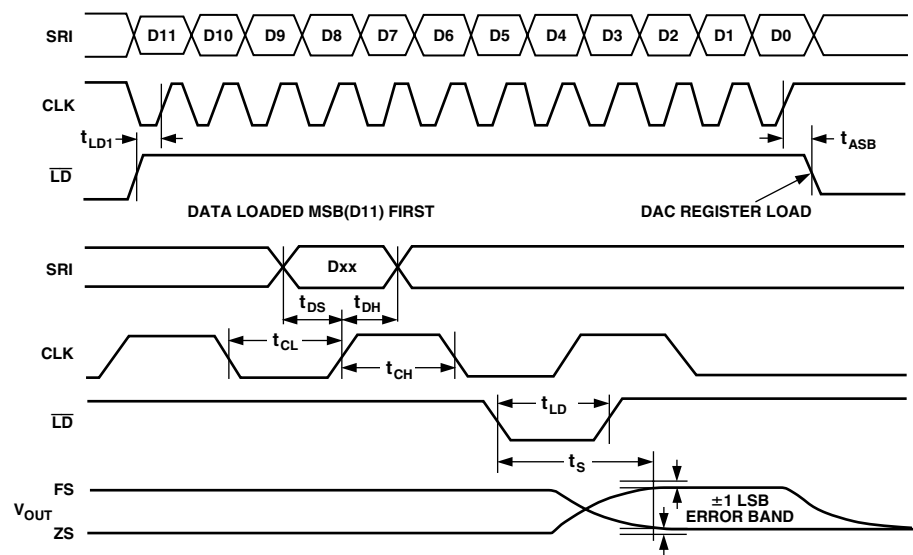 SRI D11 D10 D9 D8 D7 D6 D5 D4 D3 D2 D1 D0
CLK
tLD1 tASB
LD
DATA LOADED MSB(D11) FIRST DAC REGISTER LOAD
SRI Dxx
tDS tDH
tCL
CLK
tCH
tLD
LD
tS
FS
±1 LSB
VOUT
ERROR BAND
ZS